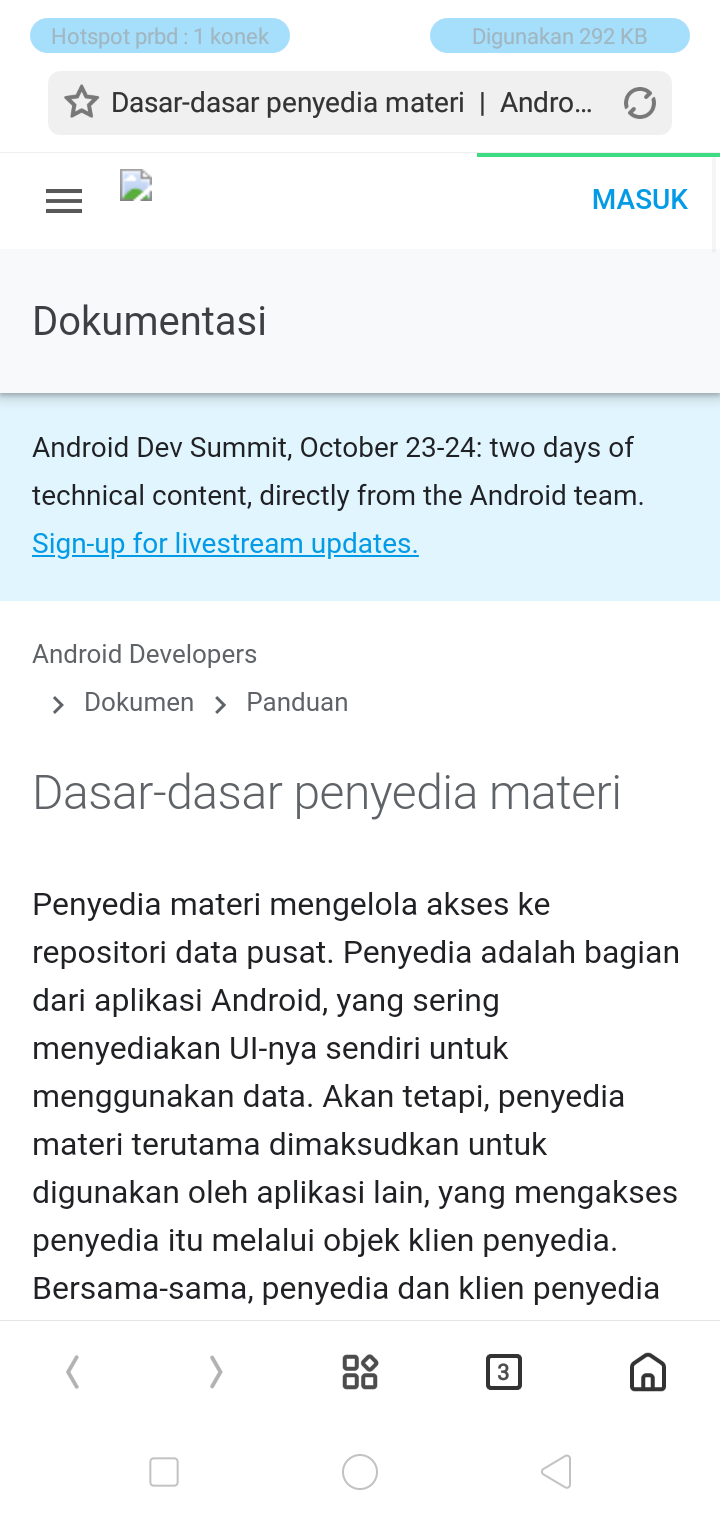 Hotspot prbd : 1 konek
Digunakan 292 KB
Dasar-dasar penyedia materi | Andro...
MASUK
Dokumentasi
Android Dev Summit, October 23-24: two days of
technical content, directly from the Android team.
Sign-up for livestream updates.
Android Developers
Dokumen
Panduan
Dasar-dasar penyedia materi
Penyedia materi mengelola akses ke
repositori data pusat. Penyedia adalah bagian
dari aplikasi Android, yang sering
menyediakan UI-nya sendiri untuk
menggunakan data. Akan tetapi, penyedia
materi terutama dimaksudkan untuk
digunakan oleh aplikasi lain, yang mengakses
penyedia itu melalui objek klien penyedia.
Bersama-sama, penyedia dan klien penyedia
3